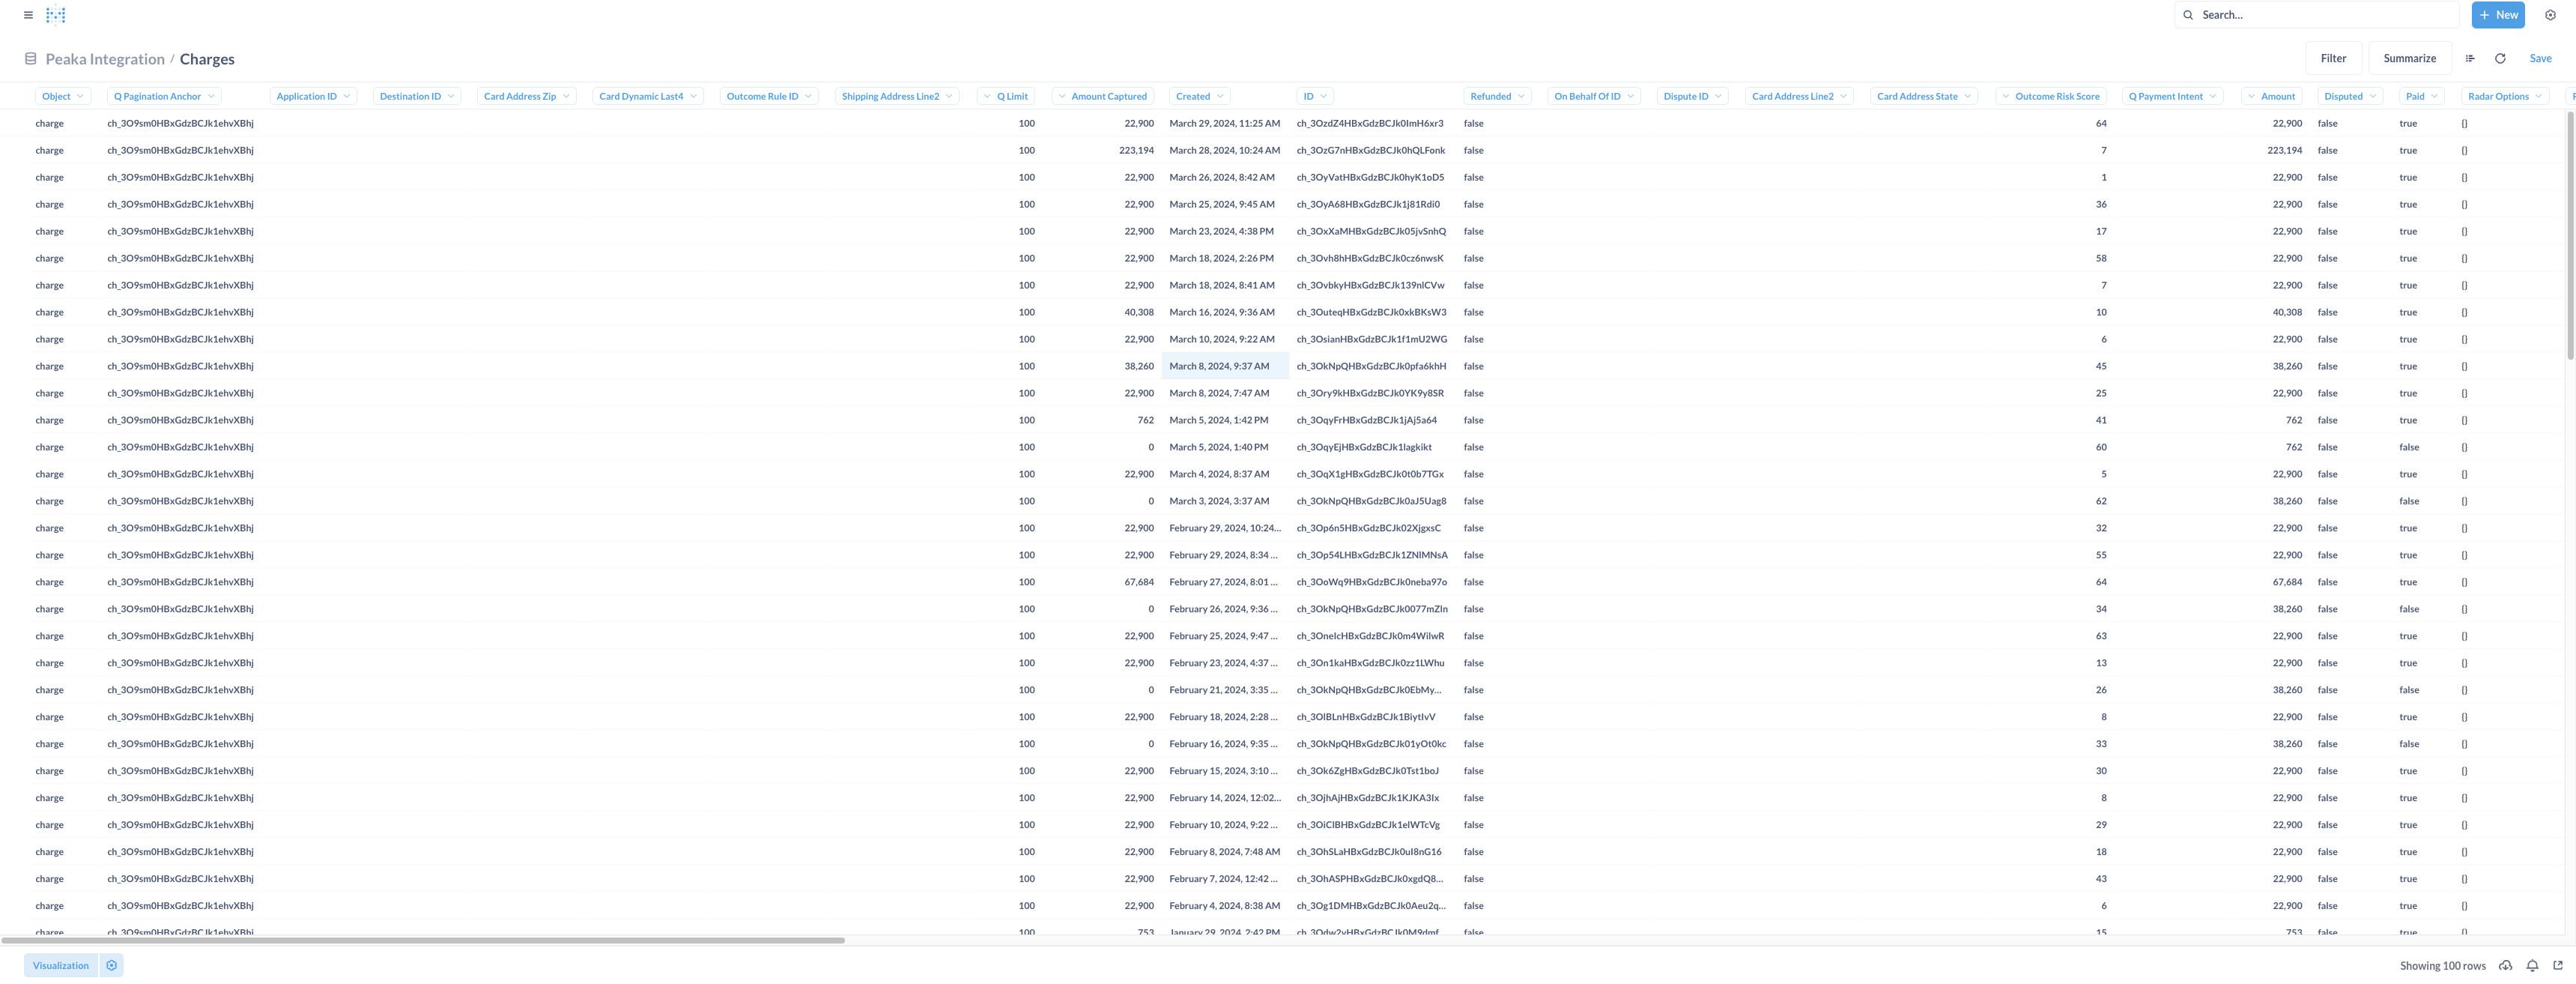 Search...
+ New
Peaka Integration / Charges
Filter Summarize Save
Object Q Pagination Anchor Application ID Destination ID Card Address Zip Card Dynamic Last4 Outcome Rule ID Shipping Address Line2 Q Limit Amount Captured Created ID Refunded On Behalf Of ID Dispute ID Card Address Line2 Card Address State Outcome Risk Score Q Payment Intent Amount Disputed Paid Radar Options
charge ch_3O9sm0HBxGdzBCJk1ehvXBhj 100 22,900 March 29, 2024, 11:25 AM ch_3OzdZ4HBxGdzBCJk0ImH6xr3 false 64 22,900 false true {}
charge ch_3O9sm0HBxGdzBCJk1ehvXBhj 100 223,194 March 28, 2024, 10:24 AM ch_3OzG7nHBxGdzBCJk0hQLFonk false 7 223,194 false true {}
charge ch_3O9sm0HBxGdzBCJk1ehvXBhj 100 22,900 March 26, 2024, 8:42 AM ch_3OyVatHBxGdzBCJk0hyK1oD5 false 1 22,900 false true {}
charge ch_3O9sm0HBxGdzBCJk1ehvXBhj 100 22,900 March 25, 2024, 9:45 AM ch_3OyA68HBxGdzBCJk1j81Rdi0 false 36 22,900 false true {}
charge ch_3O9sm0HBxGdzBCJk1ehvXBhj 100 22,900 March 23, 2024, 4:38 PM ch_3OxXaMHBxGdzBCJk05jvSnhQ false 17 22,900 false true {}
charge ch_3O9sm0HBxGdzBCJk1ehvXBhj 100 22,900 March 18, 2024, 2:26 PM ch_3Ovh8hHBxGdzBCJk0cz6nwsK false 58 22,900 false true {}
charge ch_3O9sm0HBxGdzBCJk1ehvXBhj 100 22,900 March 18, 2024, 8:41 AM ch_3OvbkyHBxGdzBCJk139nlCVw false 7 22,900 false true {}
charge ch_3O9sm0HBxGdzBCJk1ehvXBhj 100 40,308 March 16, 2024, 9:36 AM ch_3OuteqHBxGdzBCJk0xkBKsW3 false 10 40,308 false true {}
charge ch_3O9sm0HBxGdzBCJk1ehvXBhj 100 22,900 March 10, 2024, 9:22 AM ch_3OsianHBxGdzBCJk1f1mU2WG false 6 22,900 false true {}
charge ch_3O9sm0HBxGdzBCJk1ehvXBhj 100 38,260 March 8, 2024, 9:37 AM ch_3OkNpQHBxGdzBCJk0pfa6khH false 45 38,260 false true {}
charge ch_3O9sm0HBxGdzBCJk1ehvXBhj 100 22,900 March 8, 2024, 7:47 AM ch_3Ory9kHBxGdzBCJk0YK9y8SR false 25 22,900 false true {}
charge ch_3O9sm0HBxGdzBCJk1ehvXBhj 100 762 March 5, 2024, 1:42 PM ch_3OqyFrHBxGdzBCJk1jAj5a64 false 41 762 false true {}
charge ch_3O9sm0HBxGdzBCJk1ehvXBhj 100 0 March 5, 2024, 1:40 PM ch_3OqyEjHBxGdzBCJk1lagkikt false 60 762 false false {}
charge ch_3O9sm0HBxGdzBCJk1ehvXBhj 100 22,900 March 4, 2024, 8:37 AM ch_3OqX1gHBxGdzBCJk0t0b7TGx false 5 22,900 false true {}
charge ch_3O9sm0HBxGdzBCJk1ehvXBhj 100 0 March 3, 2024, 3:37 AM ch_3OkNpQHBxGdzBCJk0aJ5Uag8 false 62 38,260 false false {}
charge ch_3O9sm0HBxGdzBCJk1ehvXBhj 100 22,900 February 29, 2024, 10:24... ch_3Op6n5HBxGdzBCJk02XjgxsC false 32 22,900 false true {}
charge ch_3O9sm0HBxGdzBCJk1ehvXBhj 100 22,900 February 29, 2024, 8:34 ... ch_3Op54LHBxGdzBCJk1ZNlMNsA false 55 22,900 false true {}
charge ch_3O9sm0HBxGdzBCJk1ehvXBhj 100 67,684 February 27, 2024, 8:01 ... ch_3OoWq9HBxGdzBCJk0neba97o false 64 67,684 false true {}
charge ch_3O9sm0HBxGdzBCJk1ehvXBhj 100 0 February 26, 2024, 9:36 ... ch_3OkNpQHBxGdzBCJk0077mZln false 34 38,260 false false {}
charge ch_3O9sm0HBxGdzBCJk1ehvXBhj 100 22,900 February 25, 2024, 9:47 ... ch_3OnelcHBxGdzBCJk0m4WilwR false 63 22,900 false true {}
charge ch_3O9sm0HBxGdzBCJk1ehvXBhj 100 22,900 February 23, 2024, 4:37 ... ch_3On1kaHBxGdzBCJk0zz1LWhu false 13 22,900 false true {}
charge ch_3O9sm0HBxGdzBCJk1ehvXBhj 100 0 February 21, 2024, 3:35 ... ch_3OkNpQHBxGdzBCJk0EbMy... false 26 38,260 false false {}
charge ch_3O9sm0HBxGdzBCJk1ehvXBhj 100 22,900 February 18, 2024, 2:28 ... ch_3OlBLnHBxGdzBCJk1BiytIvV false 8 22,900 false true {}
charge ch_3O9sm0HBxGdzBCJk1ehvXBhj 100 0 February 16, 2024, 9:35 ... ch_3OkNpQHBxGdzBCJk01yOt0kc false 33 38,260 false false {}
charge ch_3O9sm0HBxGdzBCJk1ehvXBhj 100 22,900 February 15, 2024, 3:10 ... ch_3Ok6ZgHBxGdzBCJk0Tst1boJ false 30 22,900 false true {}
charge ch_3O9sm0HBxGdzBCJk1ehvXBhj 100 22,900 February 14, 2024, 12:02... ch_3OjhAjHBxGdzBCJk1KJKA3Ix false 8 22,900 false true {}
charge ch_3O9sm0HBxGdzBCJk1ehvXBhj 100 22,900 February 10, 2024, 9:22 ... ch_3OiClBHBxGdzBCJk1elWTcVg false 29 22,900 false true {}
charge ch_3O9sm0HBxGdzBCJk1ehvXBhj 100 22,900 February 8, 2024, 7:48 AM ch_3OhSLaHBxGdzBCJk0uI8nG16 false 18 22,900 false true {}
charge ch_3O9sm0HBxGdzBCJk1ehvXBhj 100 22,900 February 7, 2024, 12:42 ... ch_3OhASPHBxGdzBCJk0xgdQ8... false 43 22,900 false true {}
charge ch_3O9sm0HBxGdzBCJk1ehvXBhj 100 22,900 February 4, 2024, 8:38 AM ch_3Og1DMHBxGdzBCJk0Aeu2q... false 6 22,900 false true {}
charge ch_3O9sm0HBxGdzBCJk1ehvXBhj 100 753 January 29, 2024, 2:42 PM false 15 753 false true {}
Visualization
Showing 100 rows